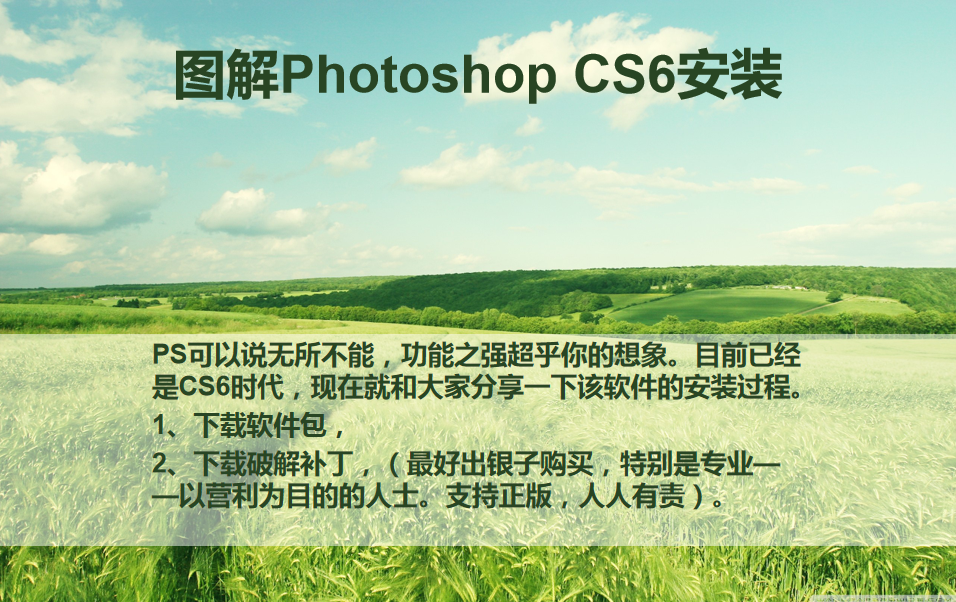 图解Photoshop CS6安装
PS可以说无所不能，功能之强超乎你的想象。目前已经
是CS6时代，现在就和大家分享一下该软件的安装过程。
1、下载软件包，
2、下载破解补丁，（最好出银子购买，特别是专业—
—以营利为目的的人士。支持正版，人人有责）。